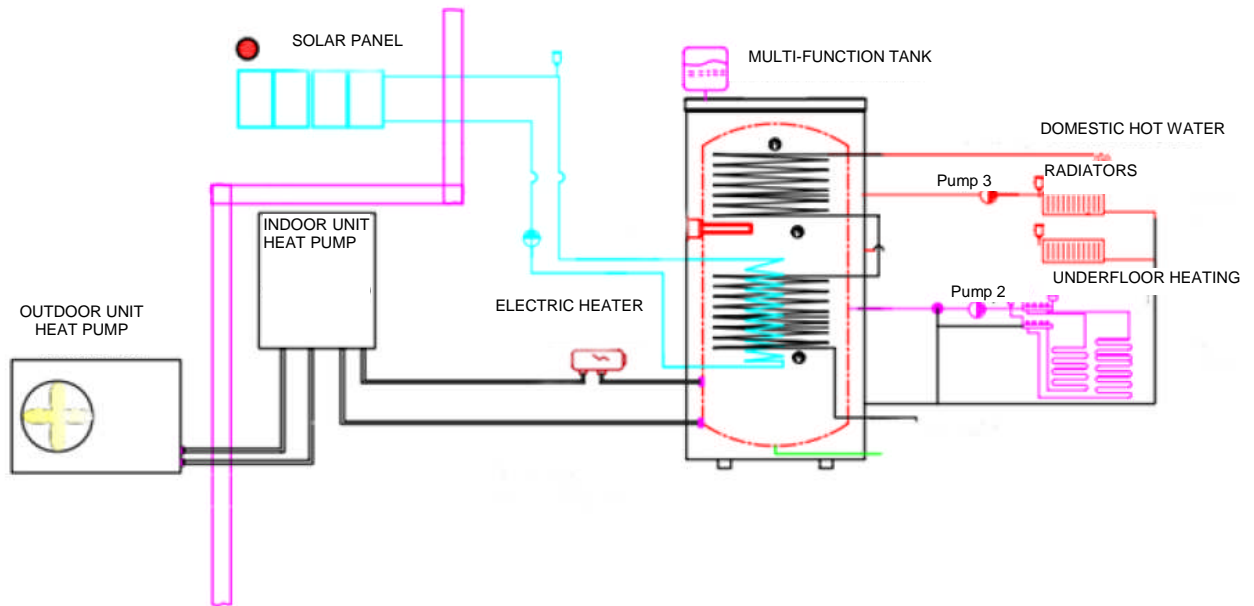 SOLAR PANEL
MULTI-FUNCTION TANK
DOMESTIC HOT WATER
RADIATORS
Pump 3
INDOOR UNIT
HEAT PUMP
UNDERFLOOR HEATING
Pump 2
ELECTRIC HEATER
OUTDOOR UNIT
HEAT PUMP